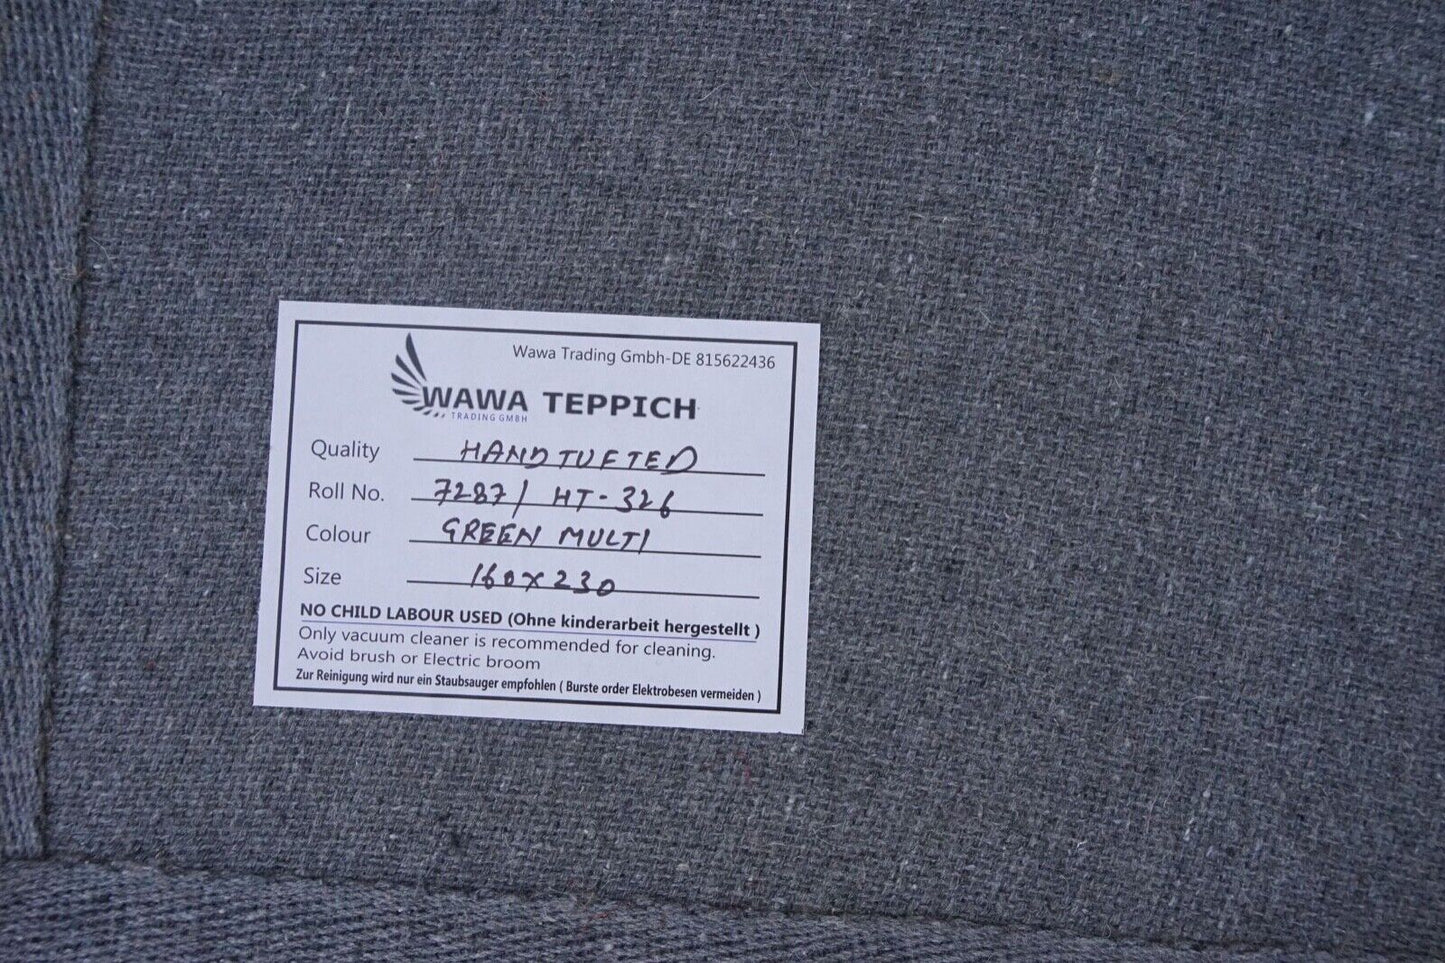 Wawa Trading Gmbh-DE 815622436
WAWA TEPPICH
TRADING GMBH
Quality HANDTUFTED
Roll No. 7287/ HT-326
Colour GREEN MULTI
Size 160X230
NO CHILD LABOUR USED (Ohne kinderarbeit hergestellt )
Only vacuum cleaner is recommended for cleaning.
Avoid brush or Electric broom
Zur Reinigung wird nur ein Staubsauger empfohlen ( Burste order Elektrobesen vermeiden )